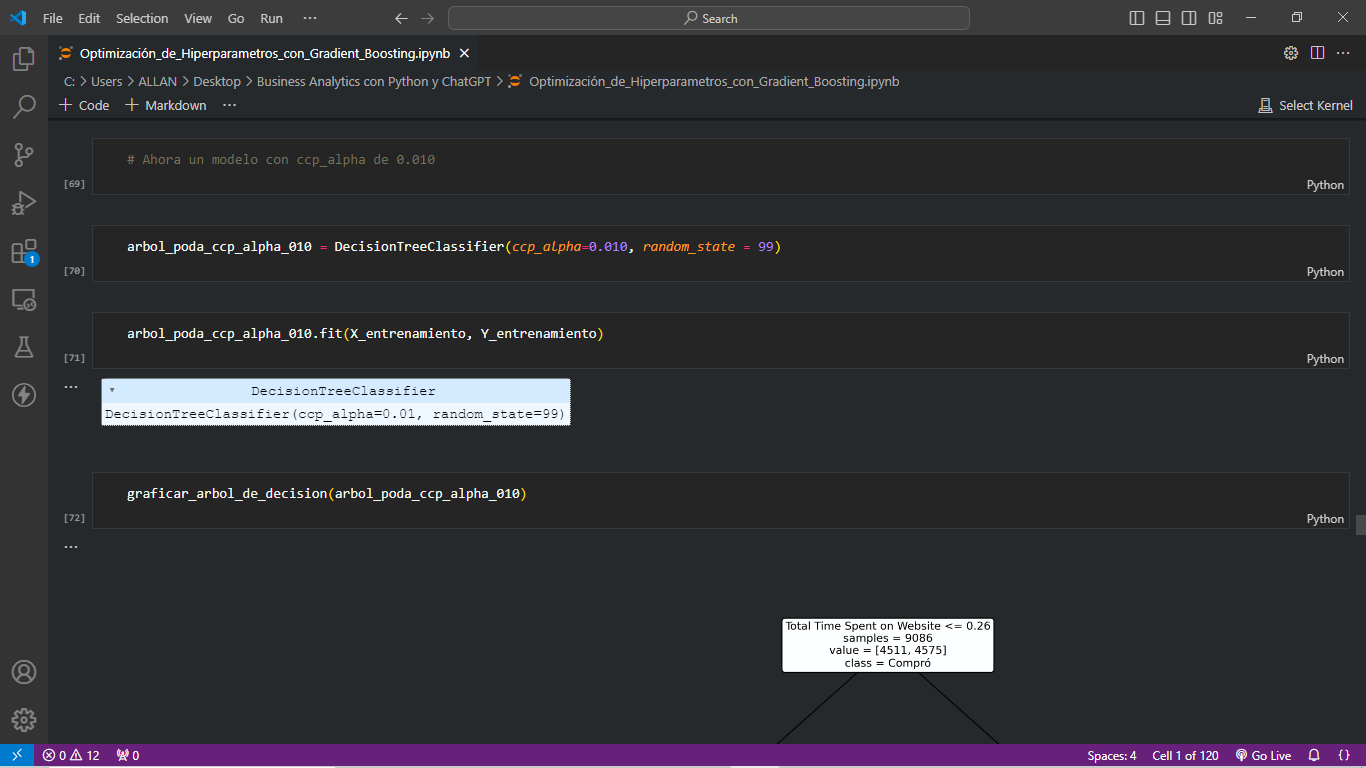 File Edit Selection View Go Run ··· Search
Optimización_de_Hiperparametros_con_Gradient_Boosting.ipynb
C: > Users > ALLAN > Desktop > Business Analytics con Python y ChatGPT > Optimización_de_Hiperparametros_con_Gradient_Boosting.ipynb
+ Code + Markdown ··· Select Kernel
# Ahora un modelo con ccp_alpha de 0.010
[69] Python
arbol_poda_ccp_alpha_010 = DecisionTreeClassifier(ccp_alpha=0.010, random_state = 99)
1
[70] Python
arbol_poda_ccp_alpha_010.fit(X_entrenamiento, Y_entrenamiento)
[71] Python
··· DecisionTreeClassifier
DecisionTreeClassifier(ccp_alpha=0.01, random_state=99)
graficar_arbol_de_decision(arbol_poda_ccp_alpha_010)
[72] Python
···
Total Time Spent on Website <= 0.26
samples = 9086
value = [4511, 4575]
class = Compró
0 12 0 Spaces: 4 Cell 1 of 120 Go Live {}